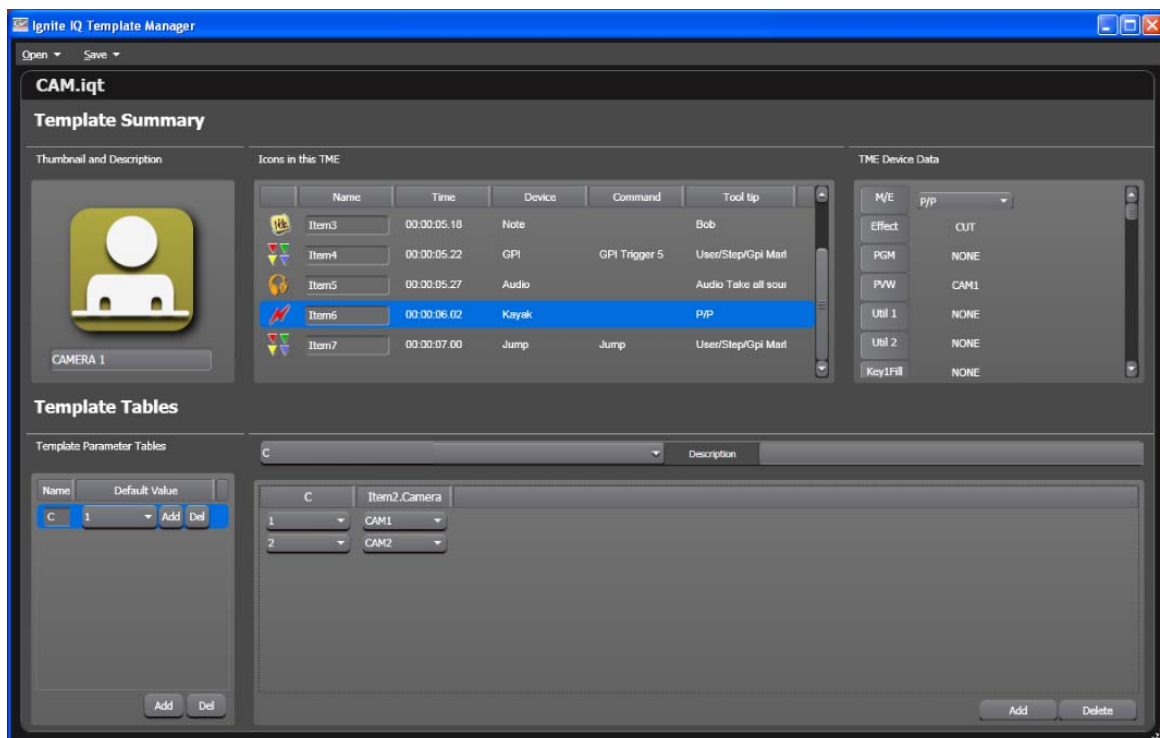 Ignite IQ Template Manager
Open Save
CAM.iqt
Template Summary
Thumbnail and Description Icons in this TME TME Device Data
Name Time Device Command Tool tip
Item3 00:00:05.18 Note Bob
Item4 00:00:05.22 GPI GPI Trigger 5 User/Step/Gpi Marl
Item5 00:00:05.27 Audio Audio Take all sour
Item6 00:00:06.02 Kayak P/P
Item7 00:00:07.00 Jump Jump User/Step/Gpi Marl
CAMERA 1
M/E P/P
Effect CUT
PGM NONE
PVW CAM1
Util 1 NONE
Util 2 NONE
Key1Fill NONE
Template Tables
Template Parameter Tables
C Description
Name Default Value
C 1 Add Del
C Item2.Camera
1 CAM1
2 CAM2
Add Del
Add Delete